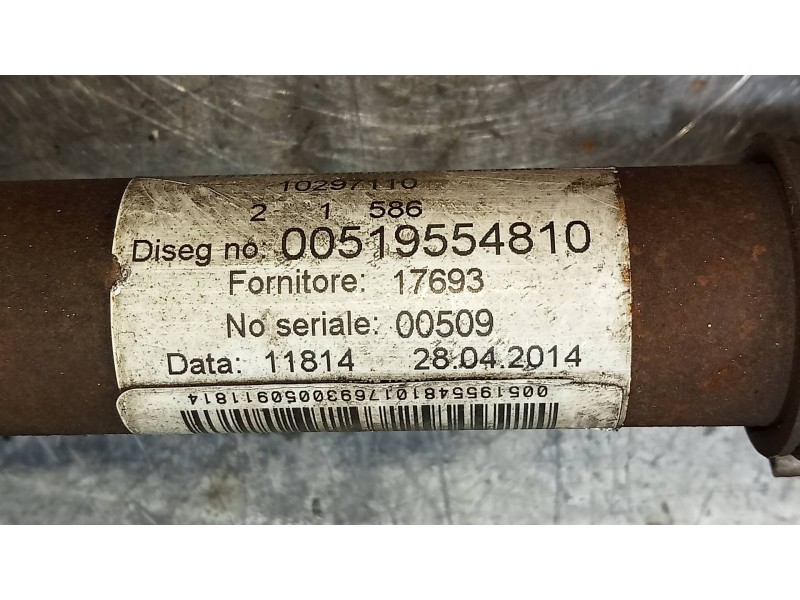 10297110
2 1 586
Diseg no: 00519554810
Fornitore: 17693
No seriale: 00509
Data: 11814 28.04.2014
00519554810176930050911814